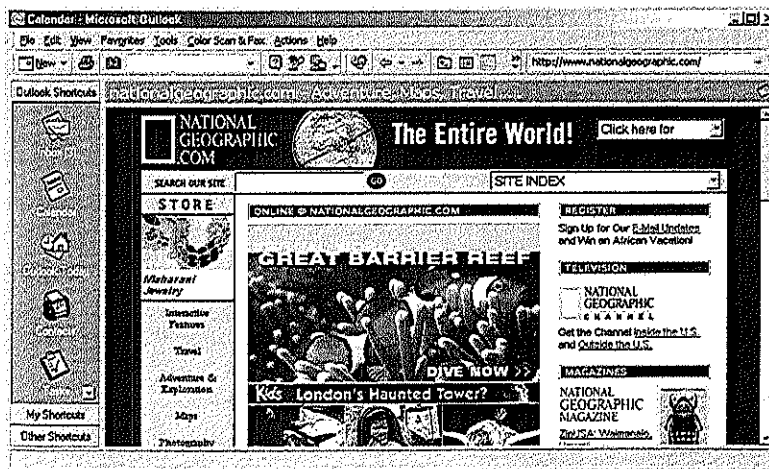 Calendar - Microsoft Outlook
File Edit View Favorites Tools Color Scan & Fax Actions Help
New
http://www.nationalgeographic.com/
Outlook Shortcuts
nationalgeographic.com - Adventure, Maps, Travel ...
NATIONAL
GEOGRAPHIC
.COM
The Entire World!
Click here for
SEARCH OUR SITE
GO
SITE INDEX
STORE
Maharani
Jewelry
Interactive
Features
Travel
Adventure &
Exploration
Maps
Photography
Calendar
Outlook Today
Contacts
My Shortcuts
Other Shortcuts
ONLINE @ NATIONALGEOGRAPHIC.COM
GREAT BARRIER REEF
DIVE NOW >>
Kids London's Haunted Tower?
REGISTER
Sign Up for Our E-Mail Updates
and Win an African Vacation!
TELEVISION
NATIONAL
GEOGRAPHIC
CHANNEL
Get the Channel Inside the U.S.
and Outside the U.S.
MAGAZINES
NATIONAL
GEOGRAPHIC
MAGAZINE
ZipUSA: Waimanalo,